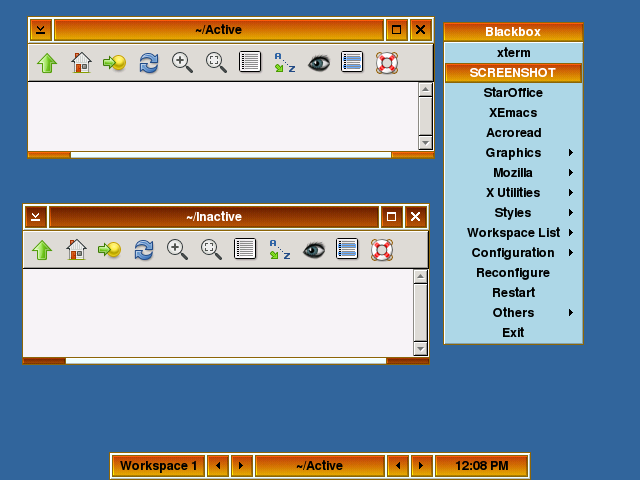 ~/Active
A
Z
~/Inactive
A
Z
Blackbox
xterm
SCREENSHOT
StarOffice
XEmacs
Acroread
Graphics
Mozilla
X Utilities
Styles
Workspace List
Configuration
Reconfigure
Restart
Others
Exit
Workspace 1
~/Active
12:08 PM